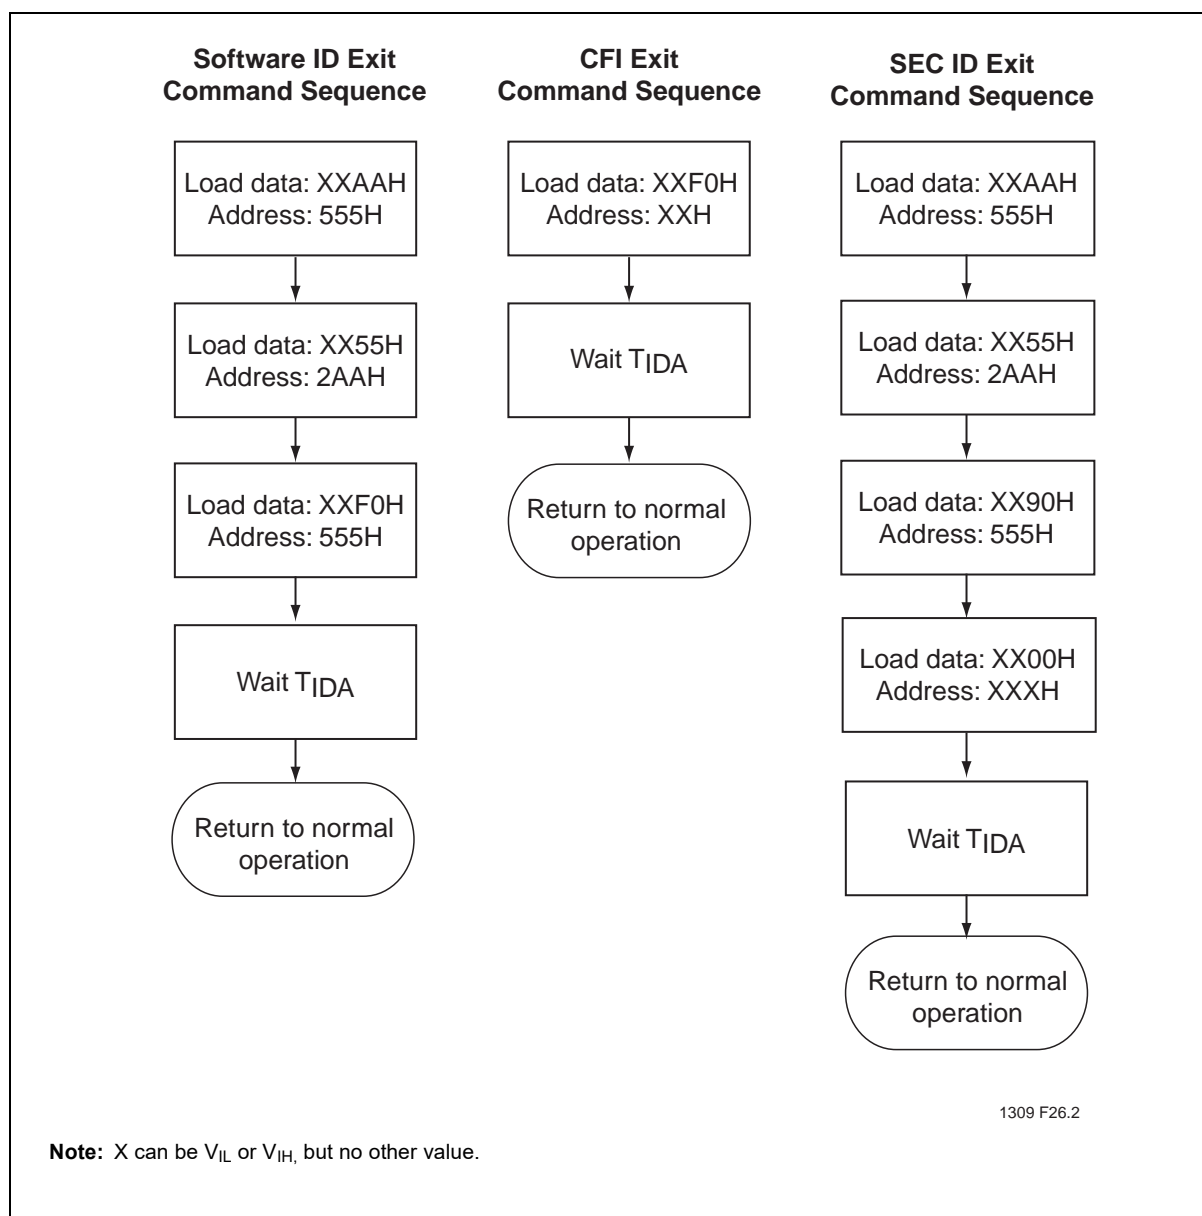 Software ID Exit
Command Sequence
Load data: XXAAH
Address: 555H
Load data: XX55H
Address: 2AAH
Load data: XXF0H
Address: 555H
Wait TIDA
Return to normal
operation
CFI Exit
Command Sequence
Load data: XXF0H
Address: XXH
Wait TIDA
Return to normal
operation
SEC ID Exit
Command Sequence
Load data: XXAAH
Address: 555H
Load data: XX55H
Address: 2AAH
Load data: XX90H
Address: 555H
Load data: XX00H
Address: XXXH
Wait TIDA
Return to normal
operation
1309 F26.2
Note: X can be VIL or VIH, but no other value.